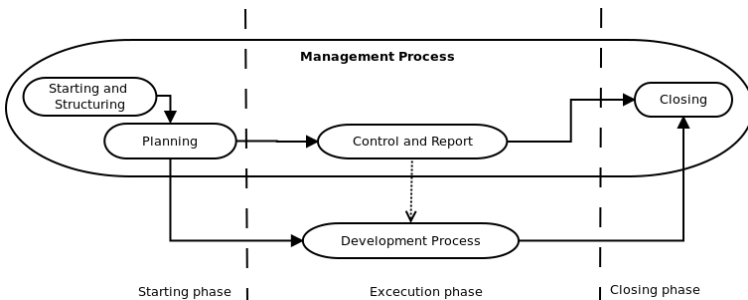 Management Process
Starting and
Structuring
Closing
Planning
Control and Report
Development Process
Starting phase
Excecution phase
Closing phase